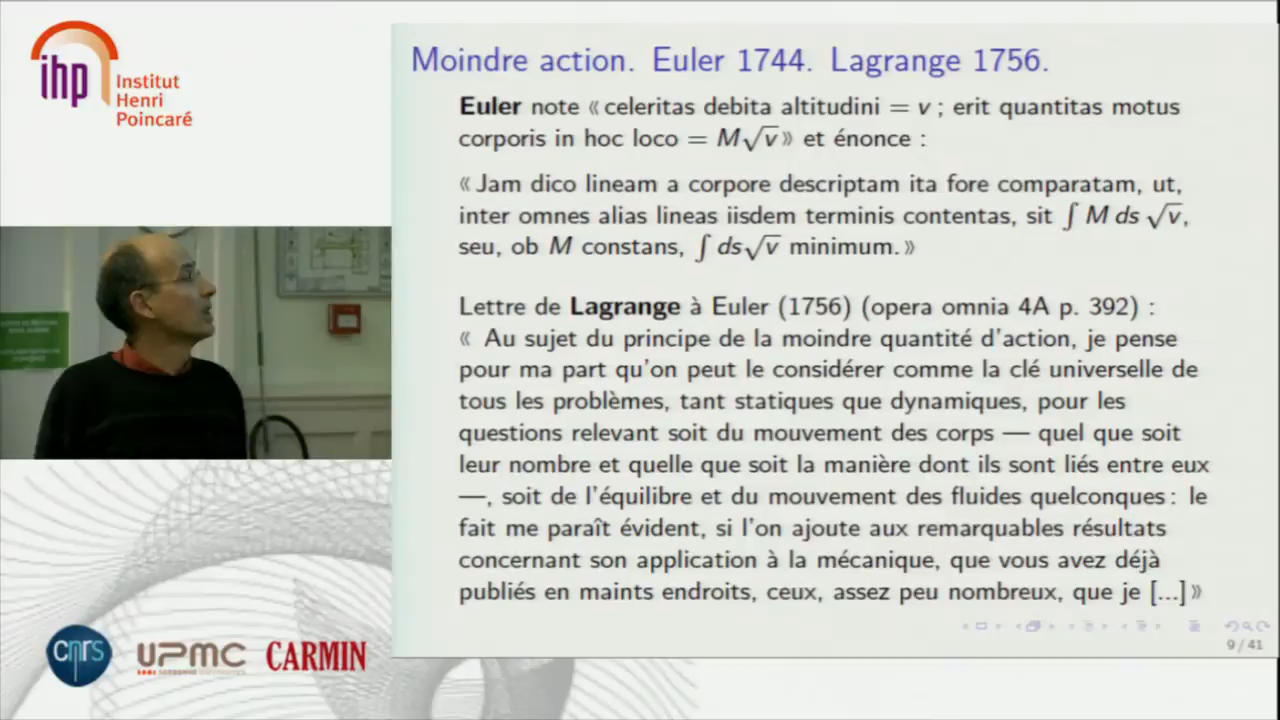 ihp
Institut
Henri
Poincaré
Moindre action. Euler 1744. Lagrange 1756.
Euler note « celeritas debita altitudini = v ; erit quantitas motus
corporis in hoc loco = M√v» et énonce :
« Jam dico lineam a corpore descriptam ita fore comparatam, ut,
inter omnes alias lineas iisdem terminis contentas, sit ∫ M ds √v,
seu, ob M constans, ∫ ds√v minimum. »
Lettre de Lagrange à Euler (1756) (opera omnia 4A p. 392) :
« Au sujet du principe de la moindre quantité d'action, je pense
pour ma part qu'on peut le considérer comme la clé universelle de
tous les problèmes, tant statiques que dynamiques, pour les
questions relevant soit du mouvement des corps — quel que soit
leur nombre et quelle que soit la manière dont ils sont liés entre eux
—, soit de l'équilibre et du mouvement des fluides quelconques : le
fait me paraît évident, si l'on ajoute aux remarquables résultats
concernant son application à la mécanique, que vous avez déjà
publiés en maints endroits, ceux, assez peu nombreux, que je [...] »
9 / 41
cnrs
UPMC
CARMIN